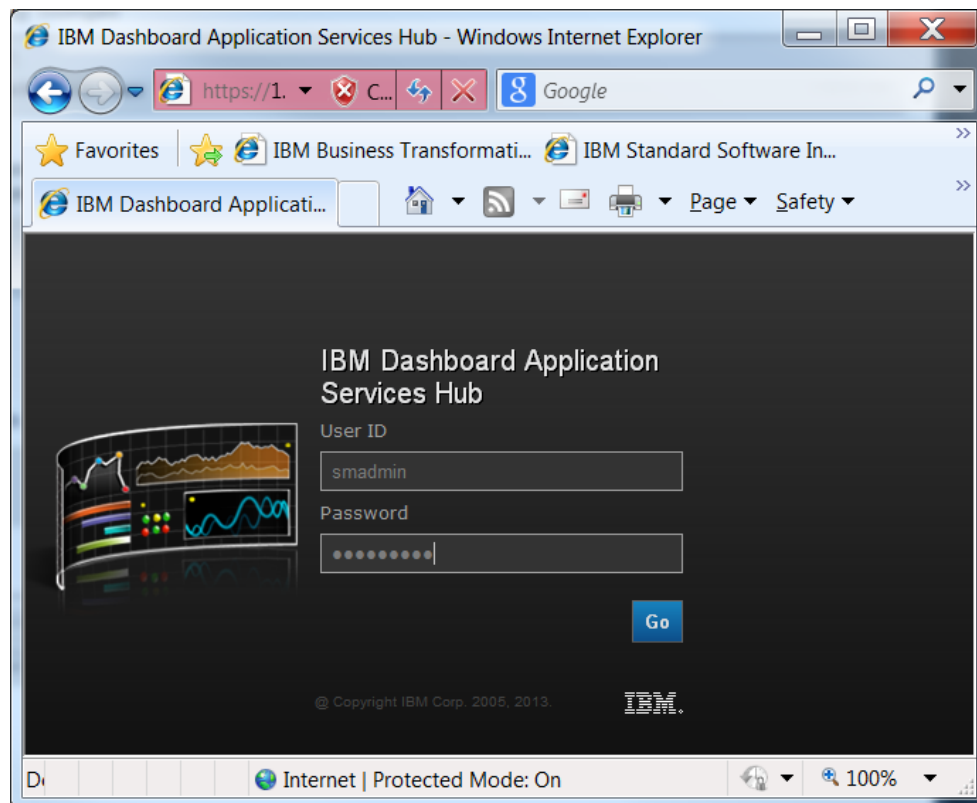 IBM Dashboard Application Services Hub - Windows Internet Explorer
https://1. C... Google
Favorites IBM Business Transformati... IBM Standard Software In...
IBM Dashboard Applicati... Page Safety
IBM Dashboard Application
Services Hub
User ID
smadmin
Password
●●●●●●●●●
Go
@ Copyright IBM Corp. 2005, 2013. IBM.
Internet | Protected Mode: On 100%